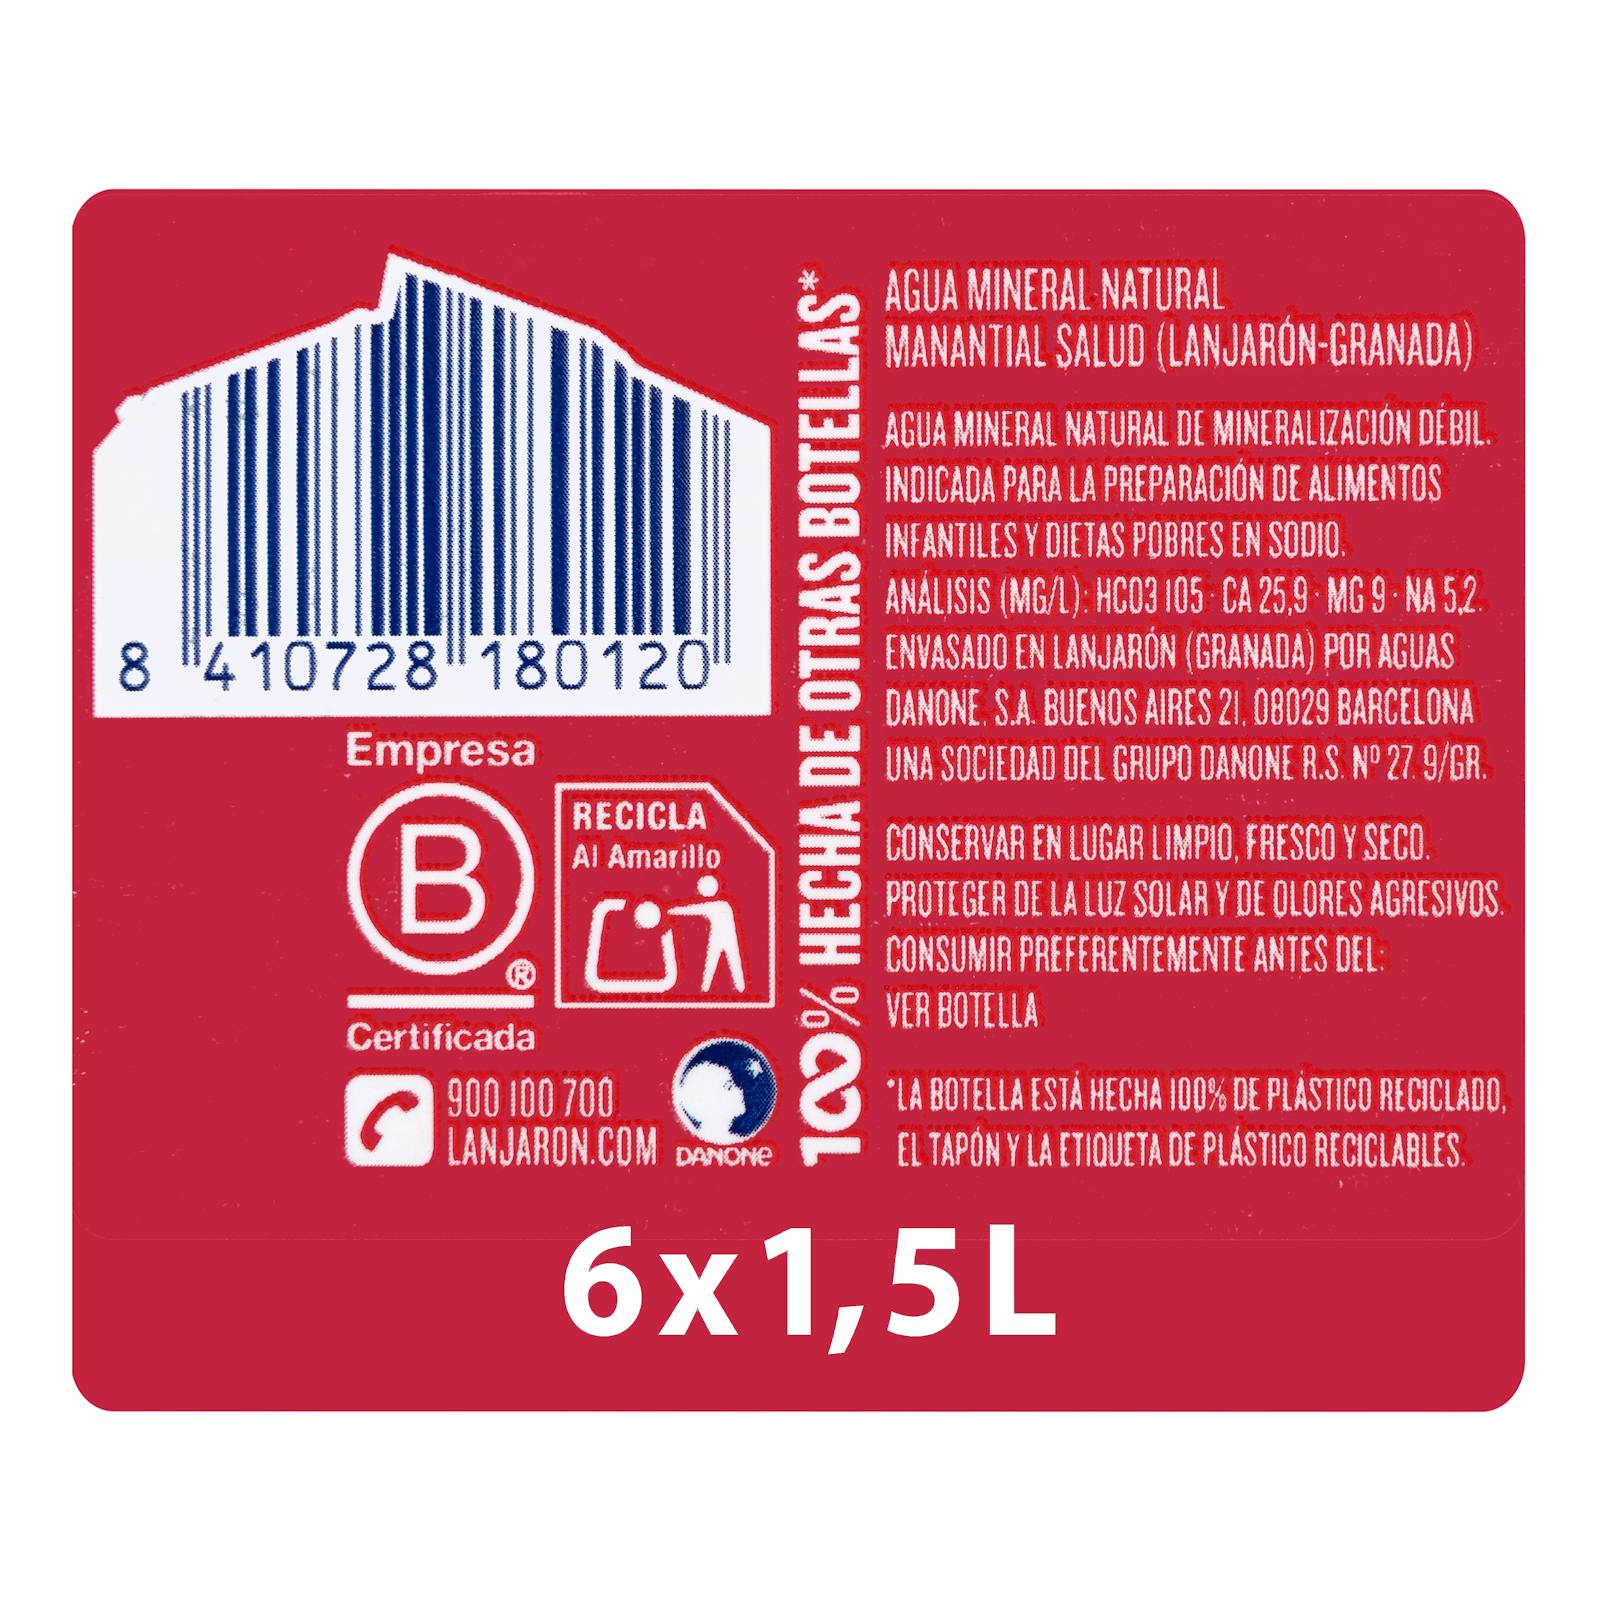 8 410728 180120
Empresa
B
®
Certificada
RECICLA
Al Amarillo
900 100 700
LANJARON.COM
DANONE
100% HECHA DE OTRAS BOTELLAS*
AGUA MINERAL NATURAL
MANANTIAL SALUD (LANJARÓN-GRANADA)
AGUA MINERAL NATURAL DE MINERALIZACIÓN DÉBIL.
INDICADA PARA LA PREPARACIÓN DE ALIMENTOS
INFANTILES Y DIETAS POBRES EN SODIO.
ANÁLISIS (MG/L): HCO3 105 · CA 25,9 · MG 9 · NA 5,2.
ENVASADO EN LANJARÓN (GRANADA) POR AGUAS
DANONE, S.A. BUENOS AIRES 21, 08029 BARCELONA
UNA SOCIEDAD DEL GRUPO DANONE R.S. Nº 27.9/GR.
CONSERVAR EN LUGAR LIMPIO, FRESCO Y SECO.
PROTEGER DE LA LUZ SOLAR Y DE OLORES AGRESIVOS.
CONSUMIR PREFERENTEMENTE ANTES DEL:
VER BOTELLA
*LA BOTELLA ESTÁ HECHA 100% DE PLÁSTICO RECICLADO,
EL TAPÓN Y LA ETIQUETA DE PLÁSTICO RECICLABLES.
6x1,5L